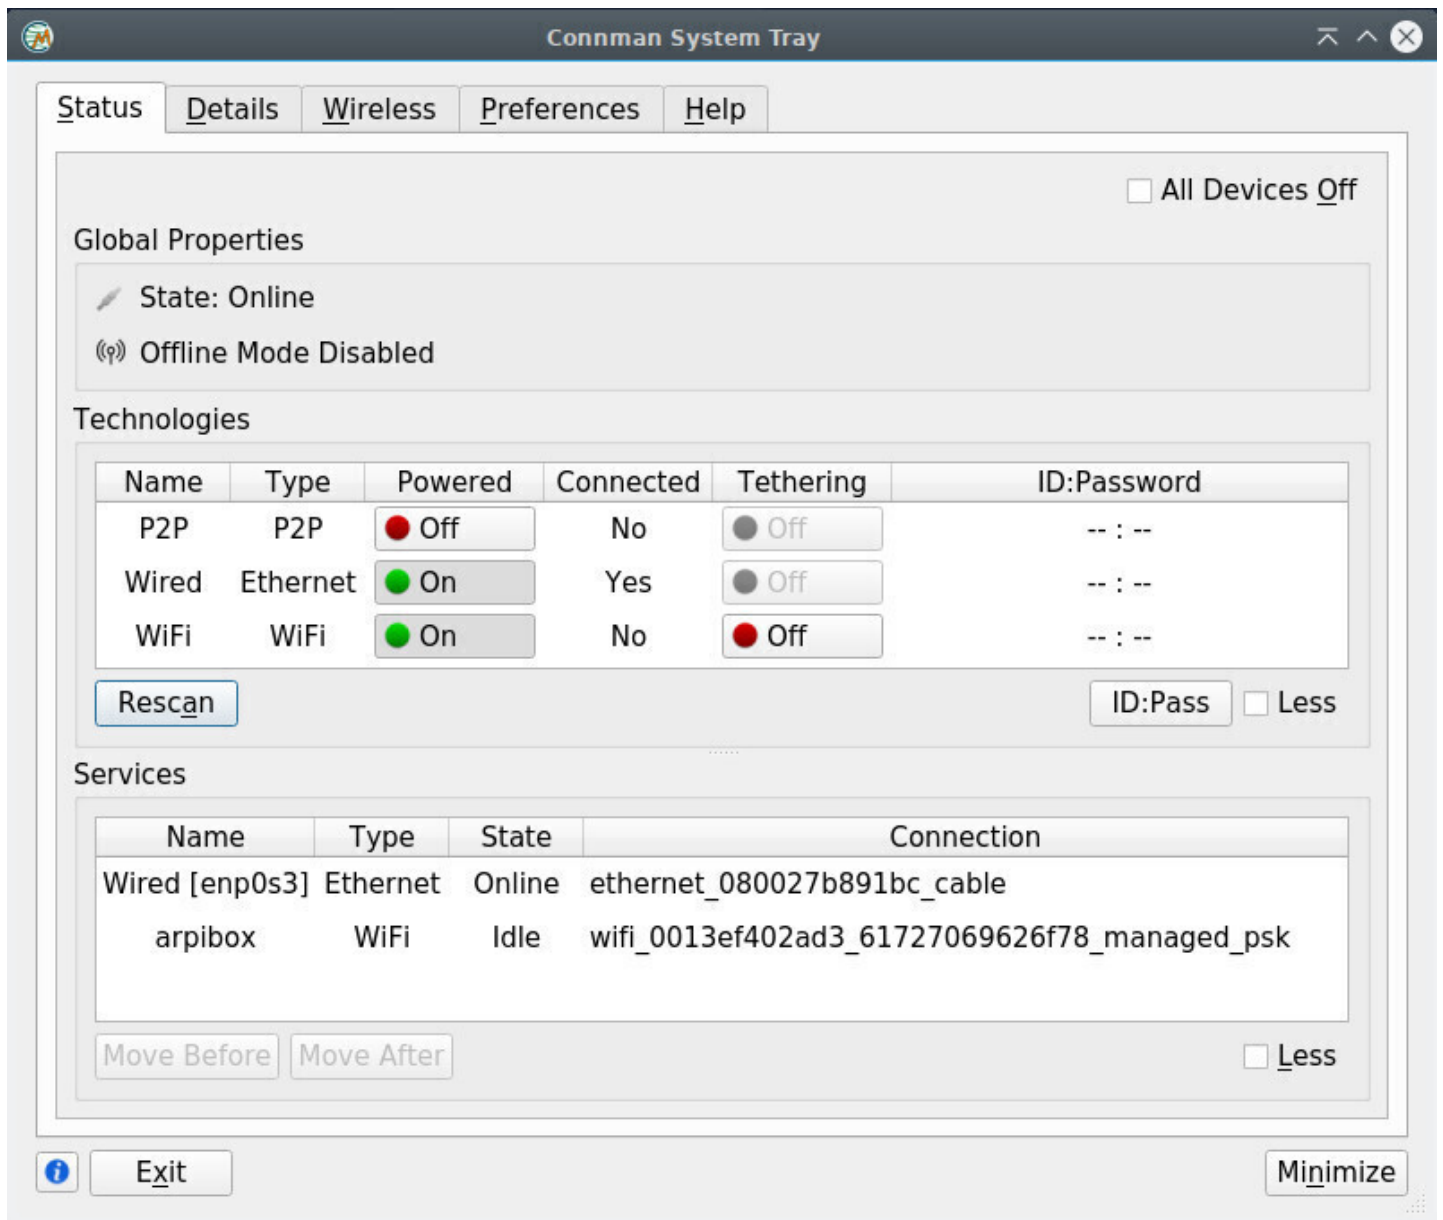 Connman System Tray
Status Details Wireless Preferences Help
All Devices Off
Global Properties
State: Online
Offline Mode Disabled
Technologies
Name Type Powered Connected Tethering ID:Password
P2P P2P Off No Off -- : --
Wired Ethernet On Yes Off -- : --
WiFi WiFi On No Off -- : --
Rescan ID:Pass Less
Services
Name Type State Connection
Wired [enp0s3] Ethernet Online ethernet_080027b891bc_cable
arpibox WiFi Idle wifi_0013ef402ad3_61727069626f78_managed_psk
Move Before Move After Less
Exit Minimize